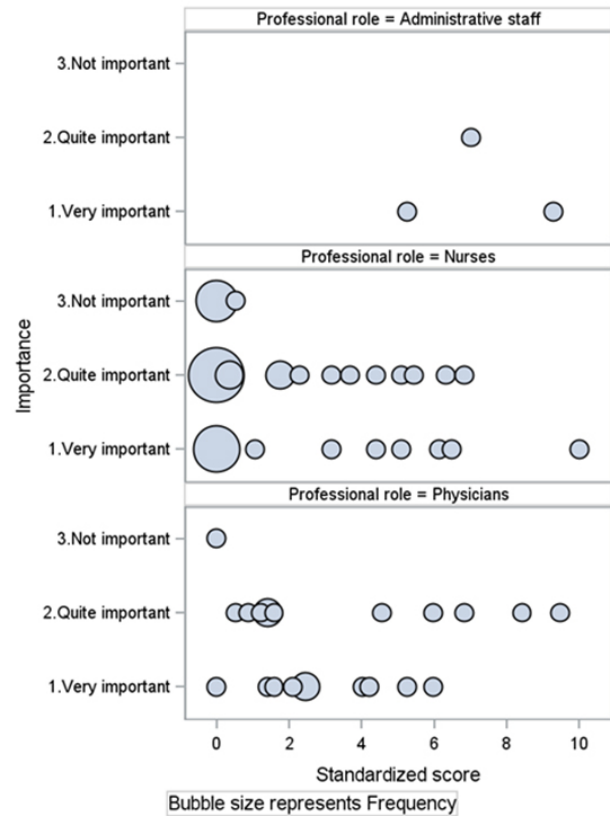 Professional role = Administrative staff
3.Not important
2.Quite important
1.Very important
Professional role = Nurses
3.Not important
2.Quite important
1.Very important
Importance
Professional role = Physicians
3.Not important
2.Quite important
1.Very important
0 2 4 6 8 10
Standardized score
Bubble size represents Frequency